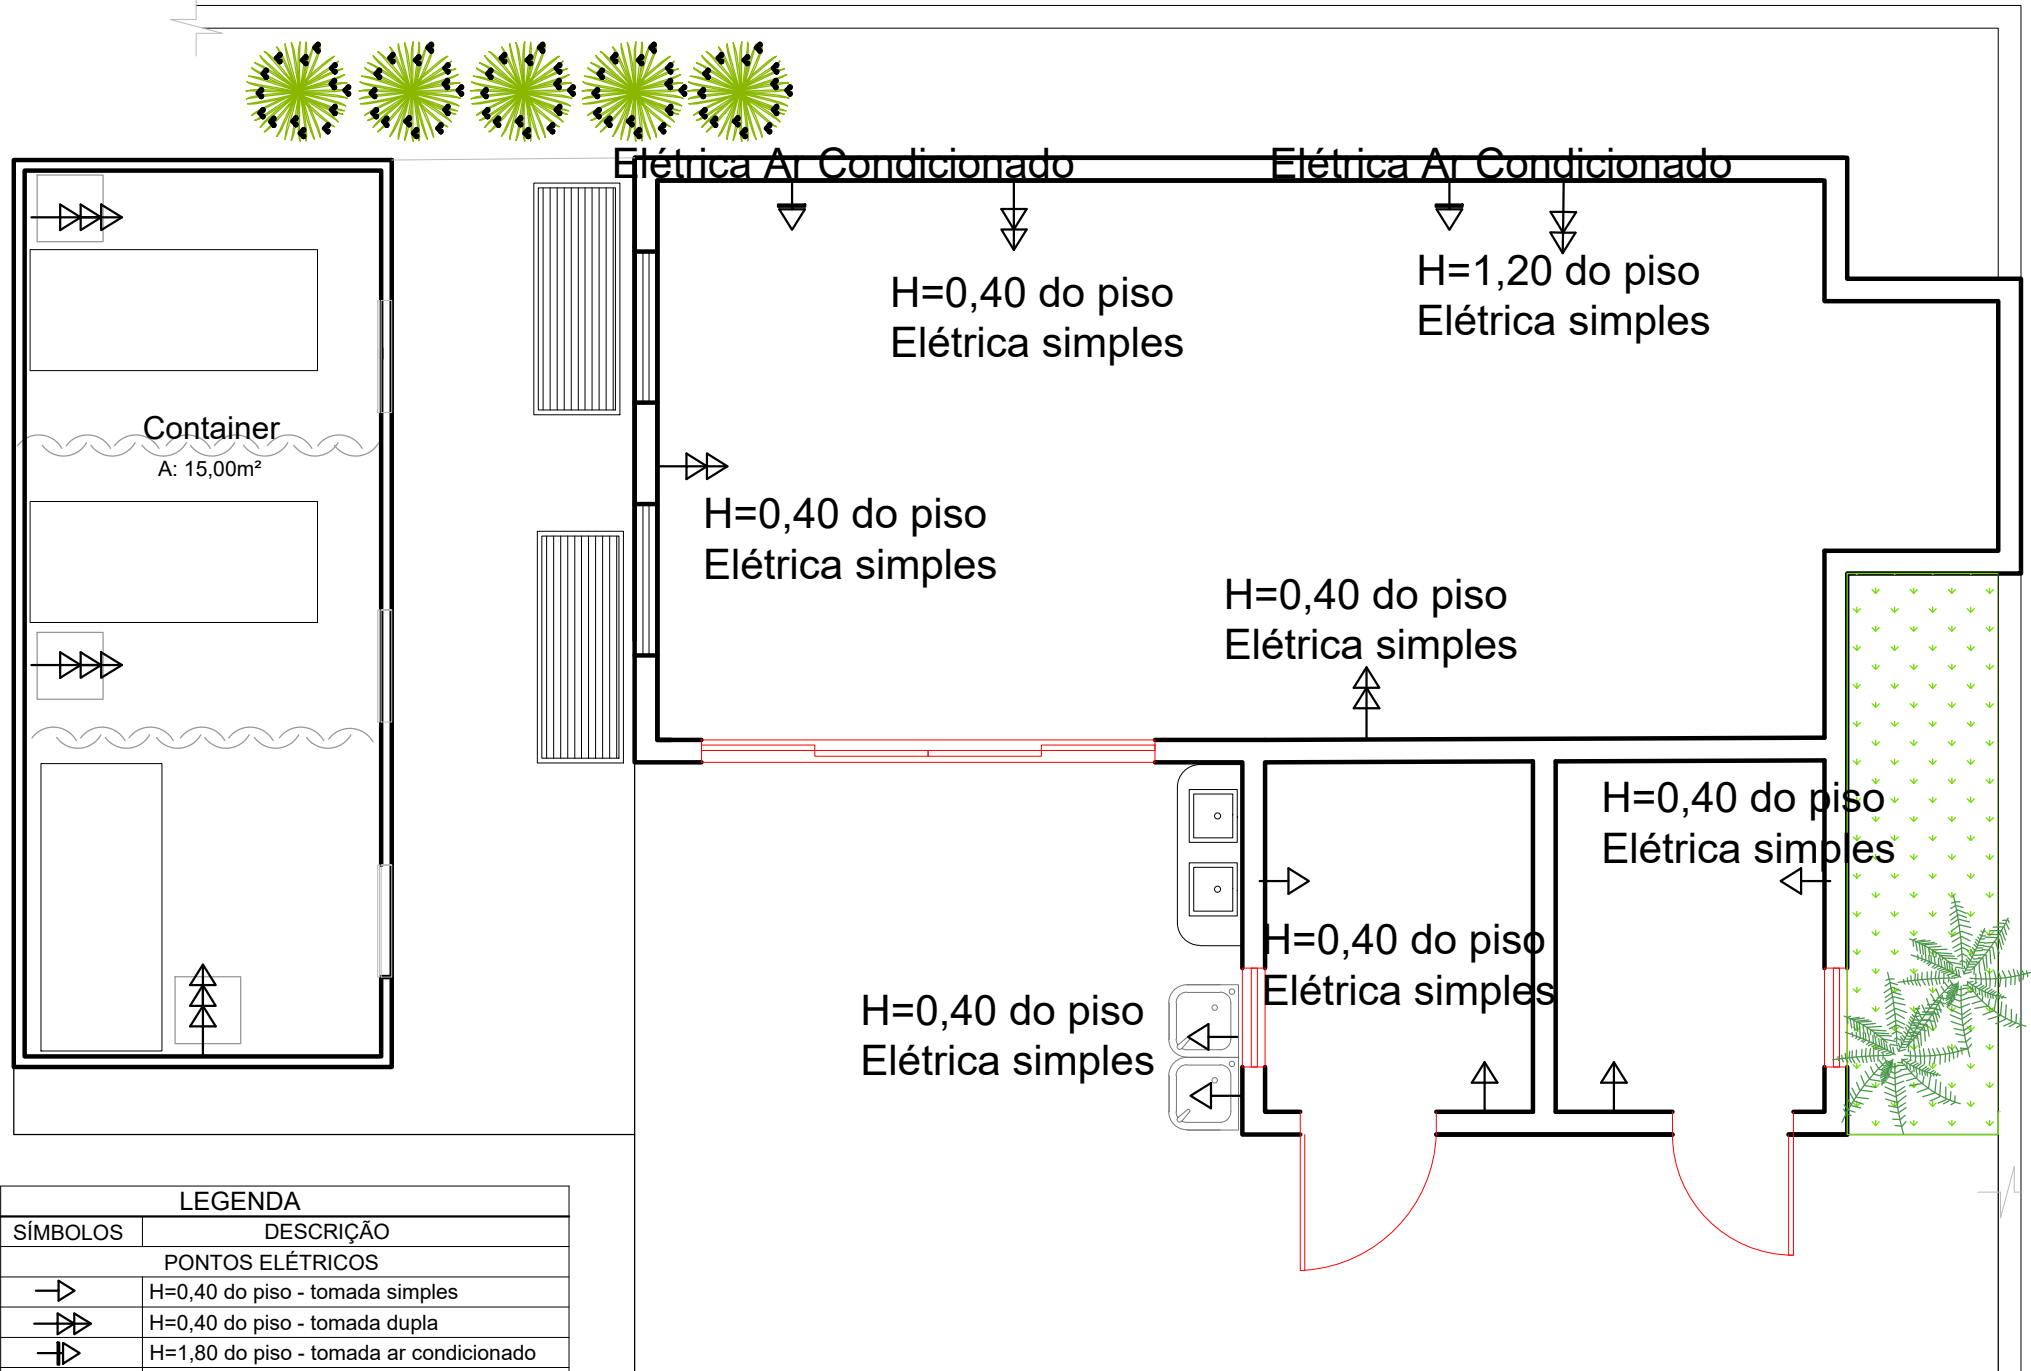 Elétrica Ar Condicionado
Elétrica Ar Condicionado
H=0,40 do piso
Elétrica simples
H=1,20 do piso
Elétrica simples
Container
A: 15,00m²
H=0,40 do piso
Elétrica simples
H=0,40 do piso
Elétrica simples
H=0,40 do piso
Elétrica simples
H=0,40 do piso
Elétrica simples
H=0,40 do piso
Elétrica simples
LEGENDA
SÍMBOLOS DESCRIÇÃO
PONTOS ELÉTRICOS
H=0,40 do piso - tomada simples
H=0,40 do piso - tomada dupla
H=1,80 do piso - tomada ar condicionado